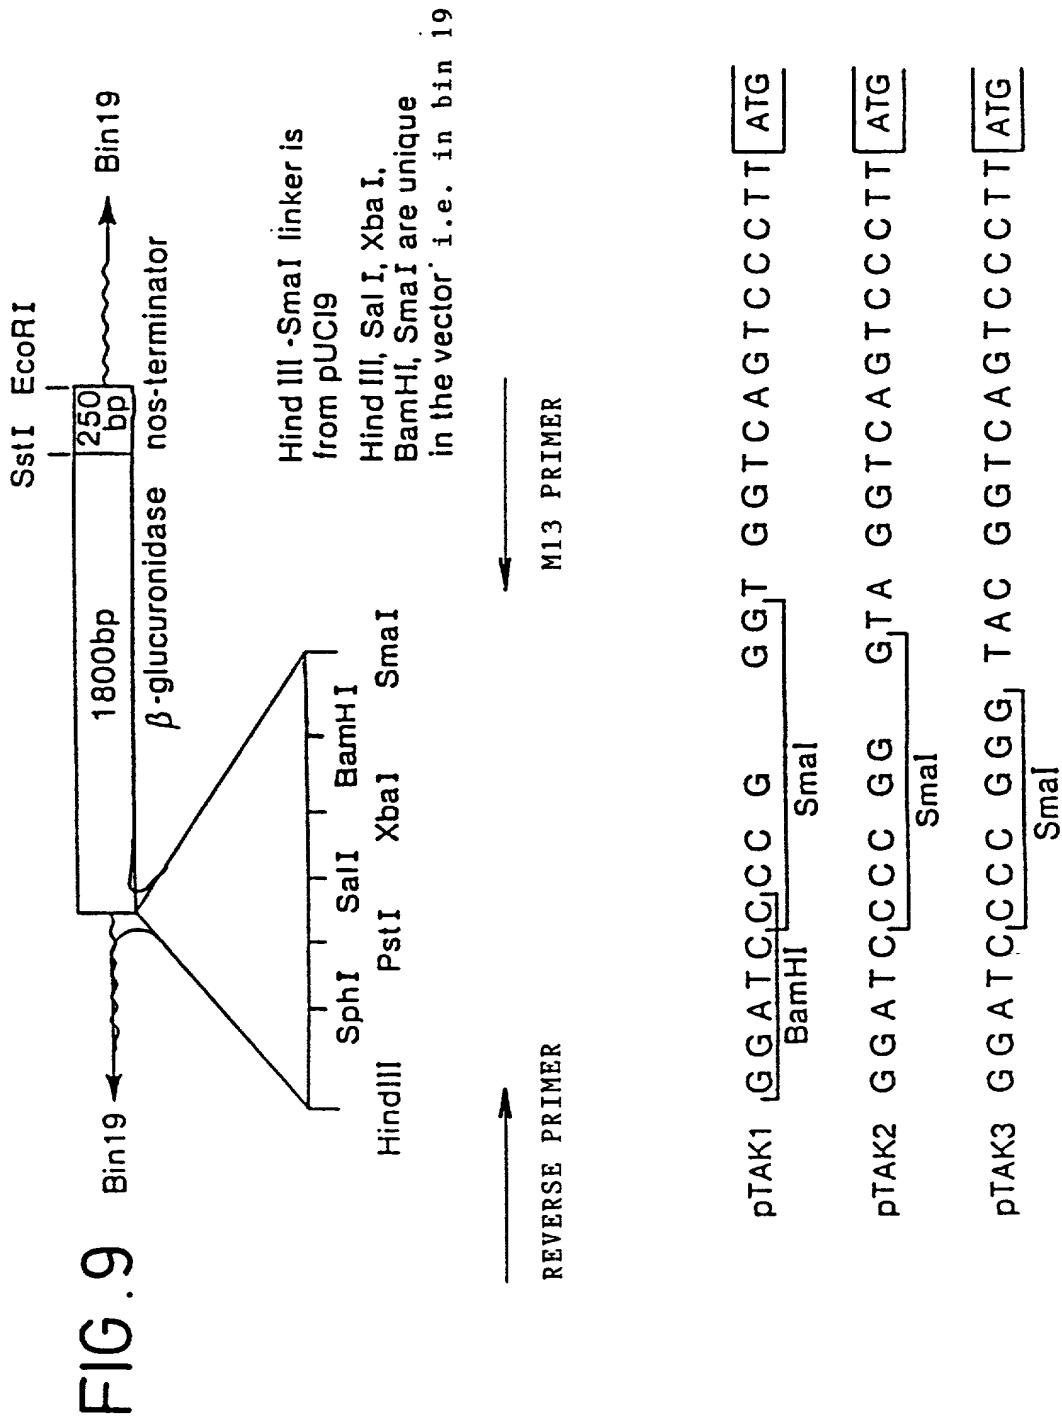 FIG.9
SstI EcoRI
Bin19
1800bp
250
bp
Bin19
β-glucuronidase nos-terminator
HindIII
SphI
PstI
SalI
XbaI
BamHI
SmaI
Hind III -SmaI linker is
from pUC19
Hind III, Sal I, Xba I,
BamHI, SmaI are unique
in the vector i.e. in bin 19
REVERSE PRIMER
M13 PRIMER
pTAK1 GGATCCCC G GGT GGTCAGTCCCTT ATG
BamHI
SmaI
pTAK2 GGATCCCC GG GTA GGTCAGTCCCTT ATG
SmaI
pTAK3 GGATCCCC GGG TAC GGTCAGTCCCTT ATG
SmaI